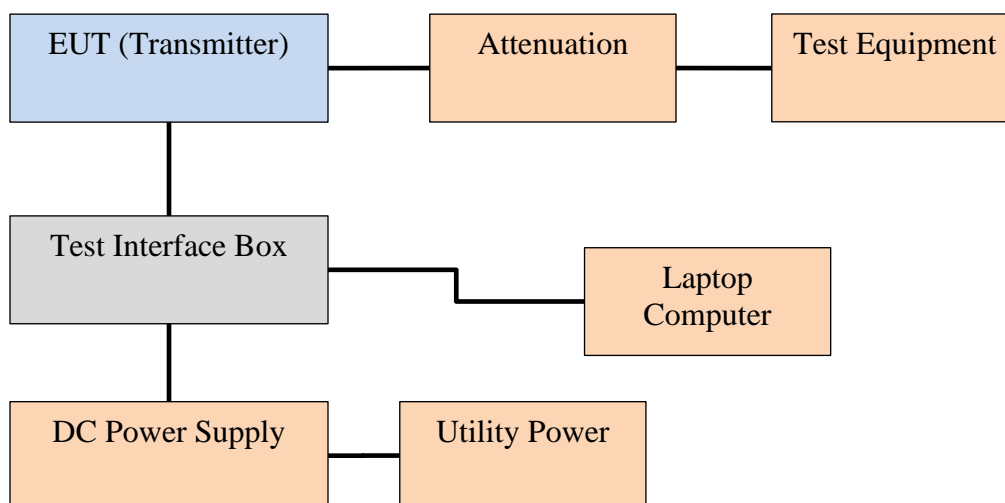 EUT (Transmitter)
Attenuation
Test Equipment
Test Interface Box
Laptop
Computer
DC Power Supply
Utility Power